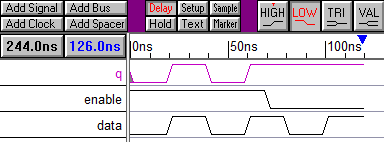 Add Signal Add Bus Delay Setup Sample HIGH LOW TRI VAL
Add Clock Add Spacer Hold Text Marker
244.0ns 126.0ns 0ns 50ns 100ns
q
enable
data